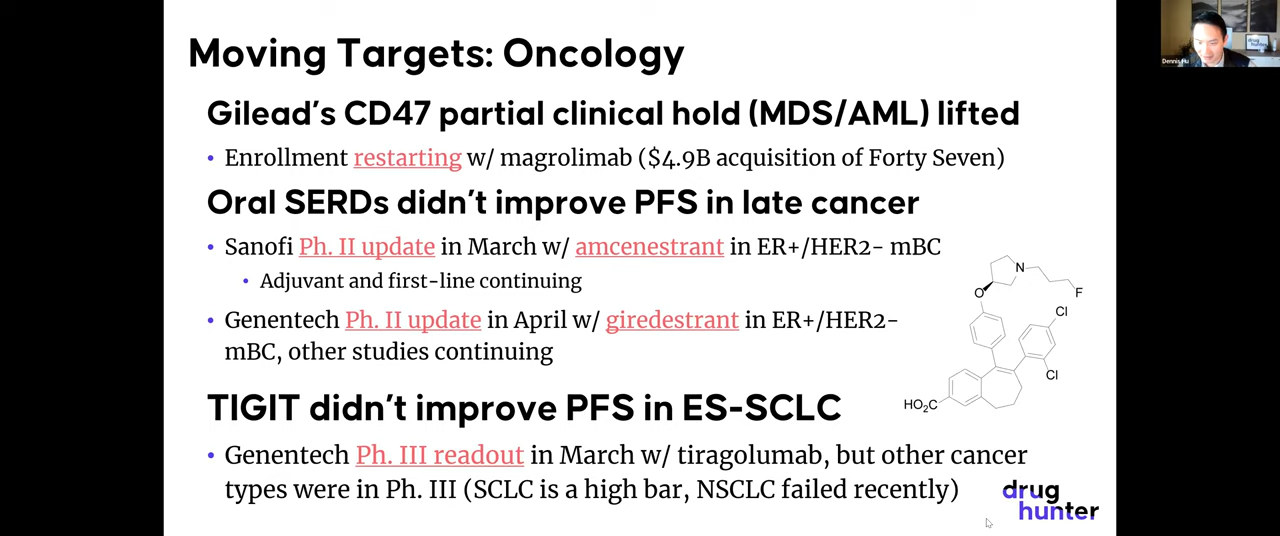 Moving Targets: Oncology
Gilead's CD47 partial clinical hold (MDS/AML) lifted
• Enrollment restarting w/ magrolimab ($4.9B acquisition of Forty Seven)
Oral SERDs didn't improve PFS in late cancer
• Sanofi Ph. II update in March w/ amcenestrant in ER+/HER2- mBC
• Adjuvant and first-line continuing
• Genentech Ph. II update in April w/ giredestrant in ER+/HER2-
mBC, other studies continuing
N
F
O
Cl
Cl
HO2C
TIGIT didn't improve PFS in ES-SCLC
• Genentech Ph. III readout in March w/ tiragolumab, but other cancer
types were in Ph. III (SCLC is a high bar, NSCLC failed recently)
drug
hunter
drug
hunter
Dennis Hu